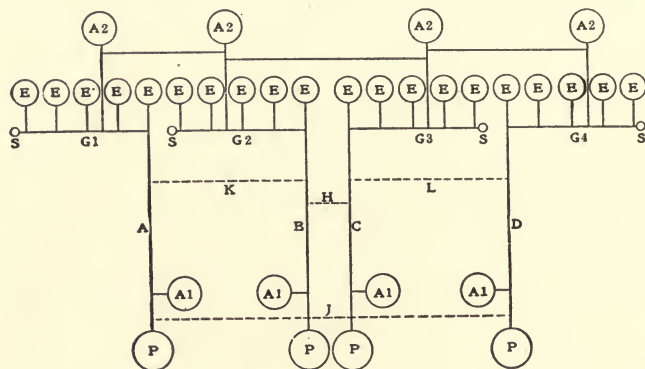 A2 A2 A2 A2
E E E E E E E E E E E E E E E E E E E E
S G1 S G2 G3 S G4 S
K L
H
A B C D
A1 A1 A1 A1
J
P P P P